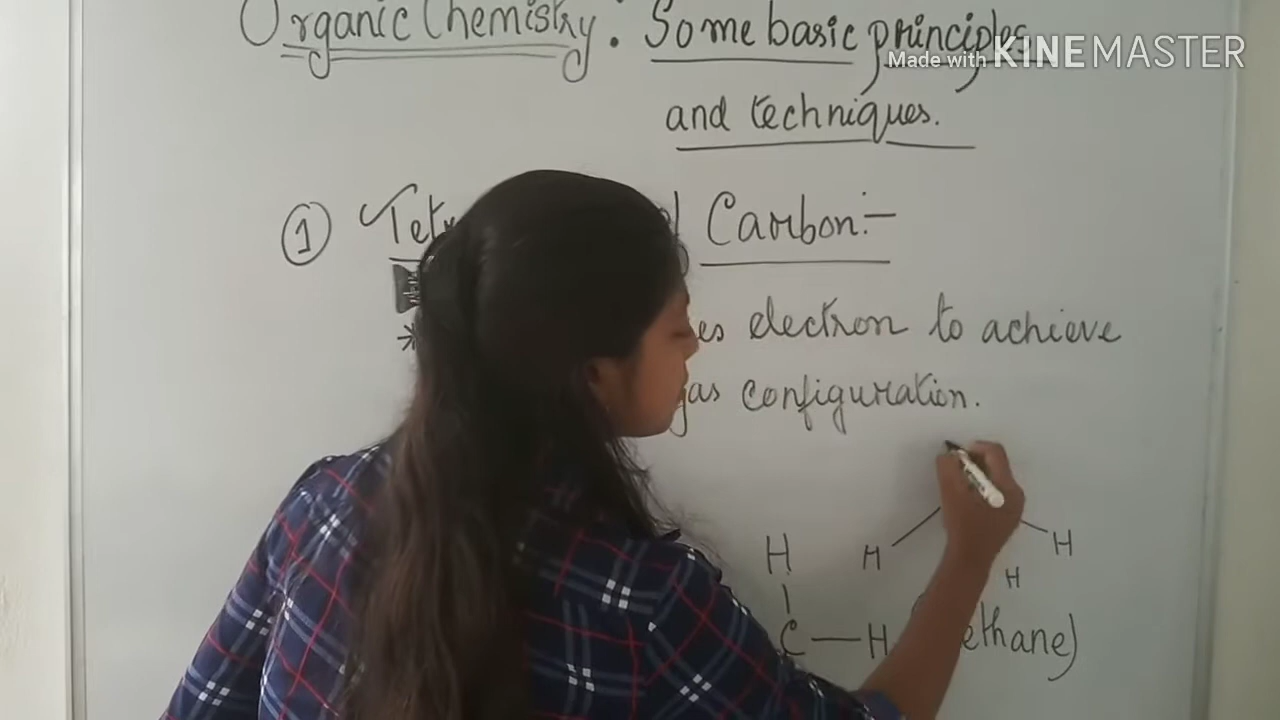 Organic Chemistry : Some basic principles
Made with KINEMASTER
and techniques.
① Carbon :-
* electron to achieve
gas configuration.
H
H H
H
C — H ethane)